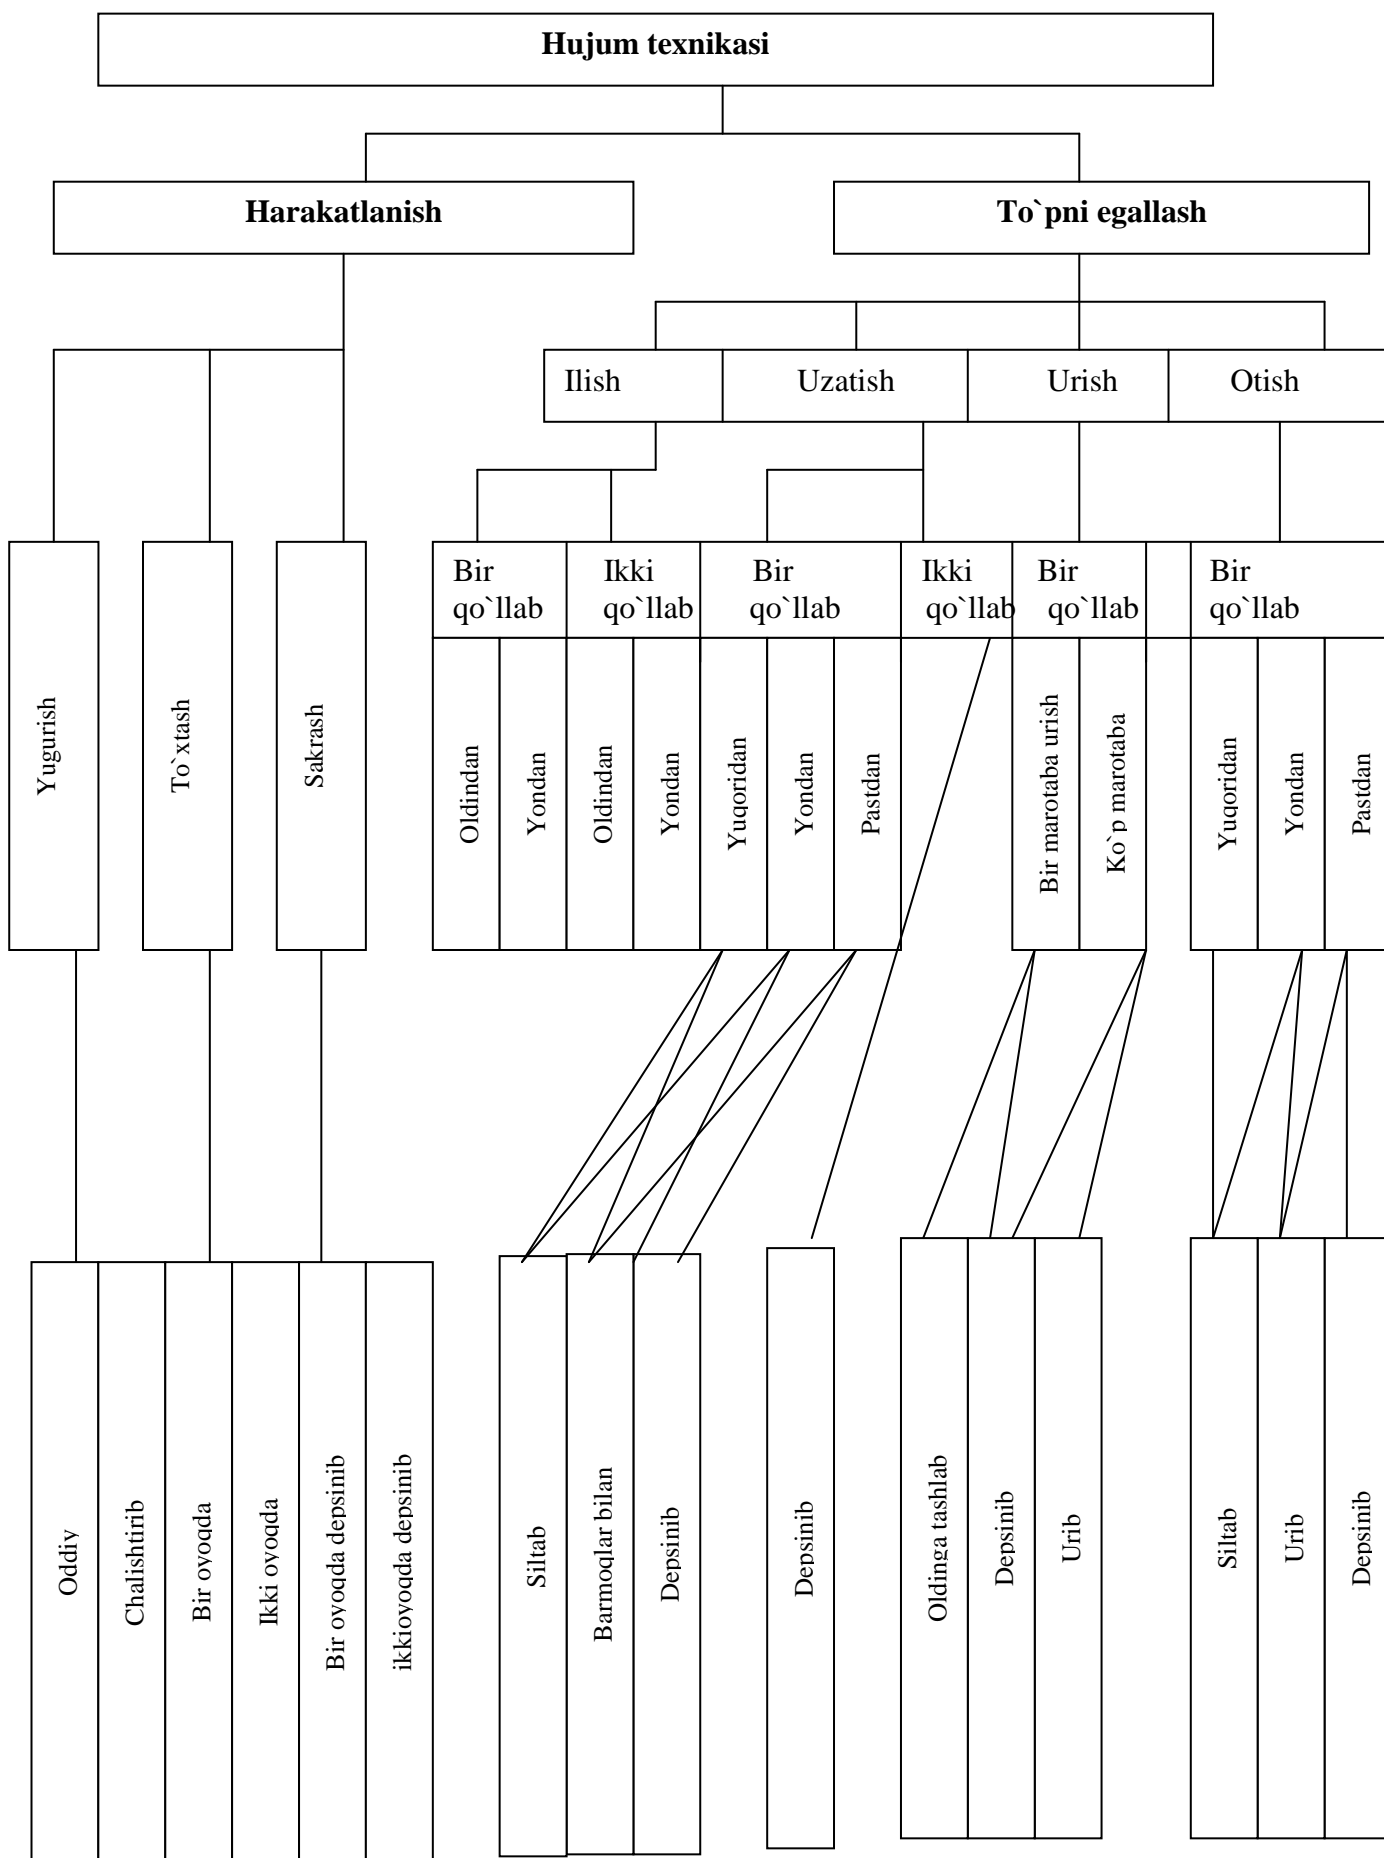 Hujum texnikasi
Harakatlanish
To`pni egallash
Ilish
Uzatish
Urish
Otish
Bir
qo`llab
Ikki
qo`llab
Bir
qo`llab
Ikki
qo`llab
Bir
qo`llab
Bir
qo`llab
Yugurish
To`xtash
Sakrash
Oldindan
Yondan
Oldindan
Yondan
Yuqoridan
Yondan
Pastdan
Bir marotaba urish
Ko`p marotaba
Yuqoridan
Yondan
Pastdan
Oddiy
Chalishtirib
Bir oyoqda
Ikki oyoqda
Bir oyoqda depsinib
ikkioyoqda depsinib
Siltab
Barmoqlar bilan
Depsinib
Depsinib
Oldinga tashlab
Depsinib
Urib
Siltab
Urib
Depsinib